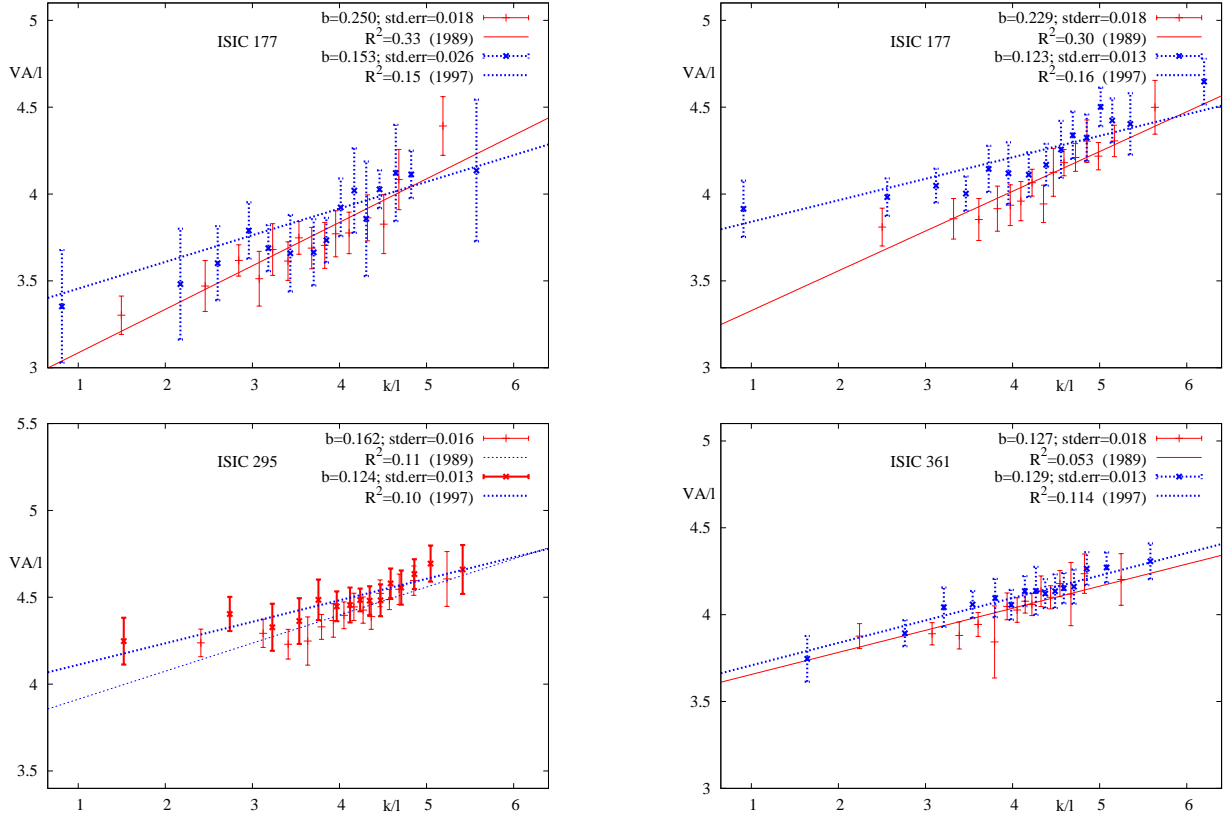 b=0.250; std.err=0.018
R2=0.33 (1989)
b=0.153; std.err=0.026
R2=0.15 (1997)
ISIC 177
VA/l
5
4.5
4
3.5
3
1 2 3 4 k/l 5 6
b=0.229; stderr=0.018
R2=0.30 (1989)
b=0.123; std.err=0.013
R2=0.16 (1997)
ISIC 177
VA/l
5
4.5
4
3.5
3
1 2 3 4 k/l 5 6
b=0.162; stderr=0.016
R2=0.11 (1989)
b=0.124; std.err=0.013
R2=0.10 (1997)
ISIC 295
VA/l
5.5
5
4.5
4
3.5
1 2 3 4 k/l 5 6
b=0.127; stderr=0.018
R2=0.053 (1989)
b=0.129; std.err=0.013
R2=0.114 (1997)
ISIC 361
VA/l
5
4.5
4
3.5
3
1 2 3 4 k/l 5 6